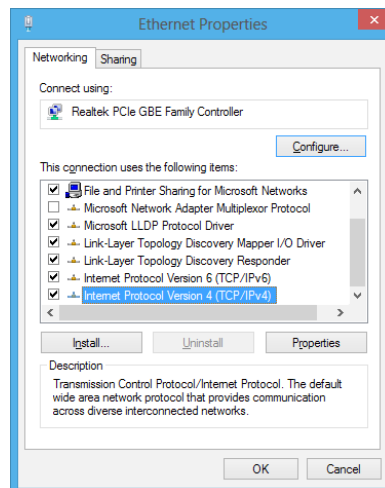 Ethernet Properties
Networking
Sharing
Connect using:
Realtek PCIe GBE Family Controller
Configure...
This connection uses the following items:
File and Printer Sharing for Microsoft Networks
Microsoft Network Adapter Multiplexor Protocol
Microsoft LLDP Protocol Driver
Link-Layer Topology Discovery Mapper I/O Driver
Link-Layer Topology Discovery Responder
Internet Protocol Version 6 (TCP/IPv6)
Internet Protocol Version 4 (TCP/IPv4)
Install...
Uninstall
Properties
Description
Transmission Control Protocol/Internet Protocol. The default
wide area network protocol that provides communication
across diverse interconnected networks.
OK
Cancel